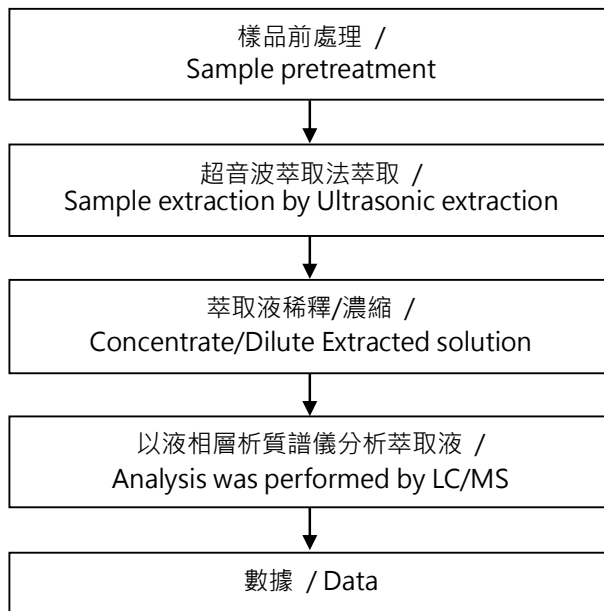 樣品前處理 /
Sample pretreatment
超音波萃取法萃取 /
Sample extraction by Ultrasonic extraction
萃取液稀釋/濃縮 /
Concentrate/Dilute Extracted solution
以液相層析質譜儀分析萃取液 /
Analysis was performed by LC/MS
數據 / Data